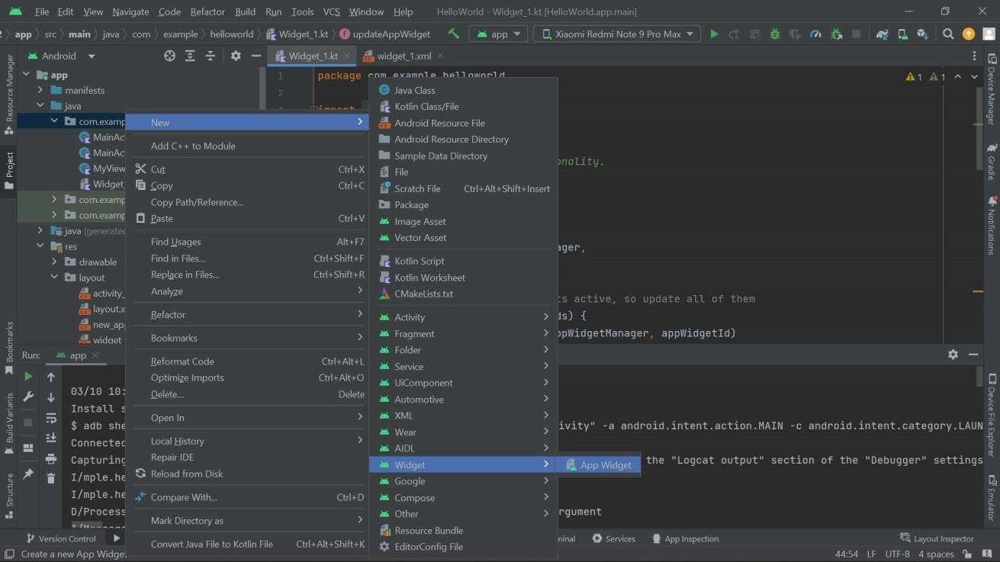 File Edit View Navigate Code Refactor Build Run Tools VCS Window Help HelloWorld - Widget_1.kt [HelloWorld.app.main]
app src main java com example helloworld Widget_1.kt updateAppWidget app Xiaomi Redmi Note 9 Pro Max
Android Widget_1.kt widget_1.xml
app
manifests
java
com.examp
MainAc
MainAc
MyView
Widget_
com.examp
com.examp
java (generated
res
drawable
layout
activity_
layout.x
new_app
widget
Resource Manager
Project
Bookmarks
Build Variants
Structure
New
Add C++ to Module
Cut Ctrl+X
Copy Ctrl+C
Copy Path/Reference...
Paste Ctrl+V
Find Usages Alt+F7
Find in Files... Ctrl+Shift+F
Replace in Files... Ctrl+Shift+R
Analyze
Refactor
Bookmarks
Reformat Code Ctrl+Alt+L
Optimize Imports Ctrl+Alt+O
Delete... Delete
Open In
Local History
Repair IDE
Reload from Disk
Compare With... Ctrl+D
Mark Directory as
Convert Java File to Kotlin File Ctrl+Alt+Shift+K
Java Class
Kotlin Class/File
Android Resource File
Android Resource Directory
Sample Data Directory
File
Scratch File Ctrl+Alt+Shift+Insert
Package
Image Asset
Vector Asset
Kotlin Script
Kotlin Worksheet
CMakeLists.txt
Activity
Fragment
Folder
Service
UiComponent
Automotive
XML
Wear
AIDL
Widget
Google
Compose
Other
Resource Bundle
EditorConfig File
App Widget
1 package com.example.helloworld
2
3 import
1 1
nality.
ager,
ts active, so update all of them
ds) {
ppWidgetManager, appWidgetId)
Run: app
03/10 10:
Install s
$ adb she
Connected
Capturing
I/mple.he
I/mple.he
D/Process
ivity" -a android.intent.action.MAIN -c android.intent.category.LAUN
the "Logcat output" section of the "Debugger" settings
rgument
Device Manager
Gradle
Notifications
Device File Explorer
Emulator
Version Control minal Services App Inspection Layout Inspector
Create a new App Widge 44:54 LF UTF-8 4 spaces